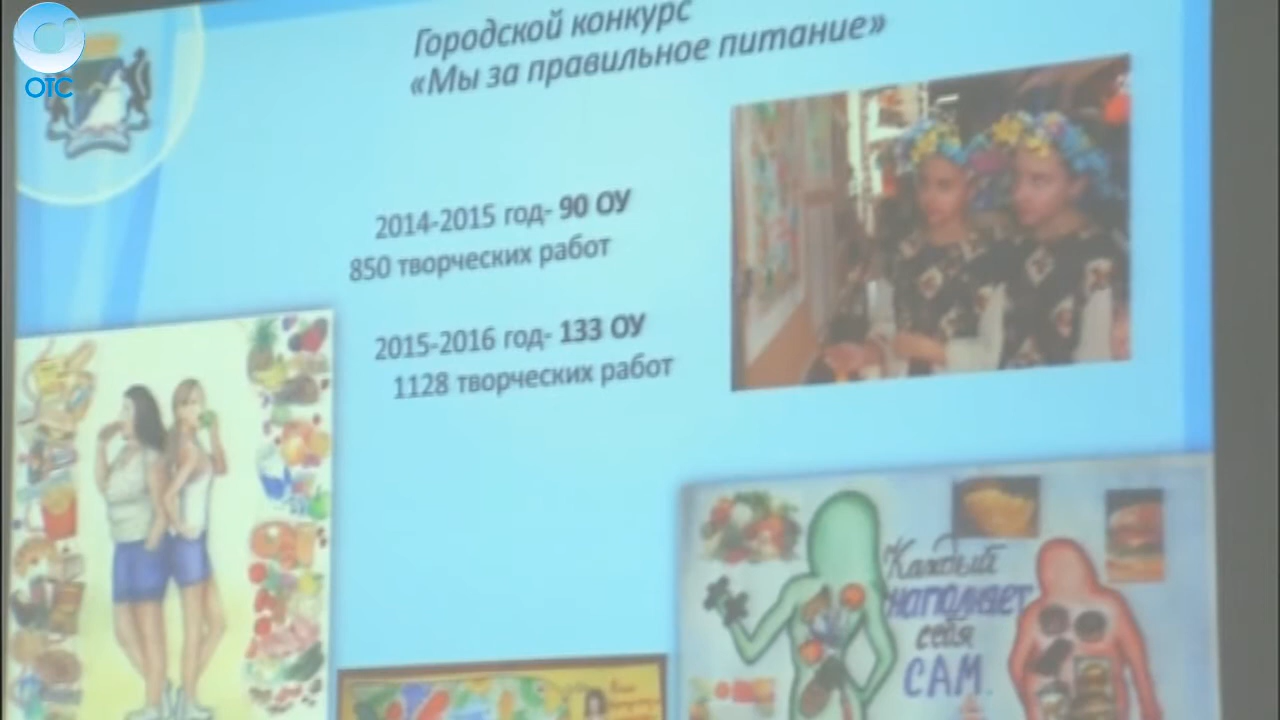 ОТС
Городской конкурс
«Мы за правильное питание»
2014-2015 год- 90 ОУ
850 творческих работ
2015-2016 год- 133 ОУ
1128 творческих работ
Каждый
наполняет
себя
САМ.